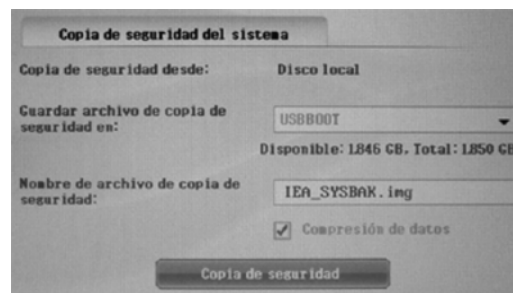 Copia de seguridad del sistema
Copia de seguridad desde: Disco local
Guardar archivo de copia de
seguridad en:
USBBOOT
Disponible: 1.846 GB, Total: 1.850 GB
Nombre de archivo de copia de
seguridad:
IEA_SYSBAK.img
Compresión de datos
Copia de seguridad